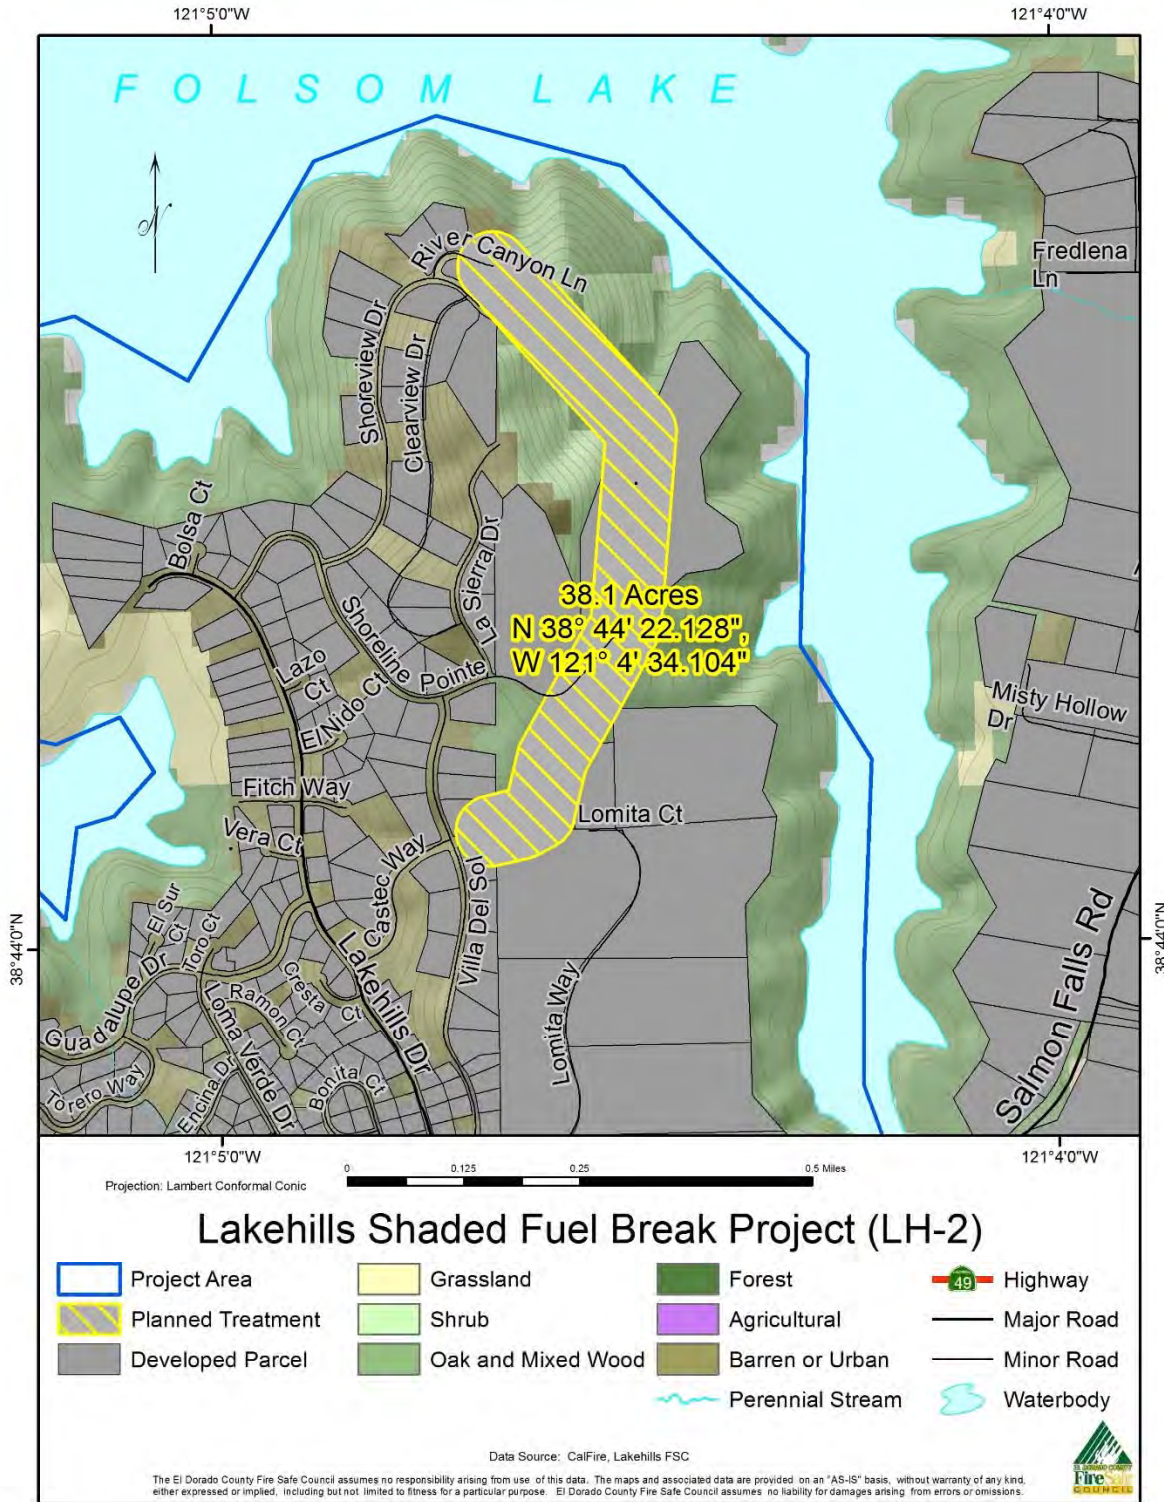 121°5'0"W
121°4'0"W
FOLSOM LAKE
N
River Canyon Ln
Fredlena
Ln
Shoreview Dr
Clearview Dr
Bolsa Ct
La Sierra Dr
38.1 Acres
N 38° 44' 22.128",
W 121° 4' 34.104"
Shoreline Pointe
Lazo
Ct
El Nido Ct
Misty Hollow
Dr
Fitch Way
Vera Ct
Lomita Ct
Castec Way
Villa Del Sol
El Sur
Ct
Toro Ct
38°44'0"N
38°44'0"N
Guadalupe Dr
Lakehills Dr
Cresta Ct
Ramon Ct
Loma Verde Dr
Lomita Way
Salmon Falls Rd
Torero Way
Encina Dr
Bonita Ct
121°5'0"W
121°4'0"W
0 0.125 0.25 0.5 Miles
Projection: Lambert Conformal Conic
Lakehills Shaded Fuel Break Project (LH-2)
Project Area
Grassland
Forest
49
Highway
Planned Treatment
Shrub
Agricultural
Major Road
Developed Parcel
Oak and Mixed Wood
Barren or Urban
Minor Road
Perennial Stream
Waterbody
Data Source: CalFire, Lakehills FSC
The El Dorado County Fire Safe Council assumes no responsibility arising from use of this data. The maps and associated data are provided on an "AS-IS" basis, without warranty of any kind,
either expressed or implied, including but not limited to fitness for a particular purpose. El Dorado County Fire Safe Council assumes no liability for damages arising from errors or omissions.
EL DORADO COUNTY
Fire Safe
COUNCIL